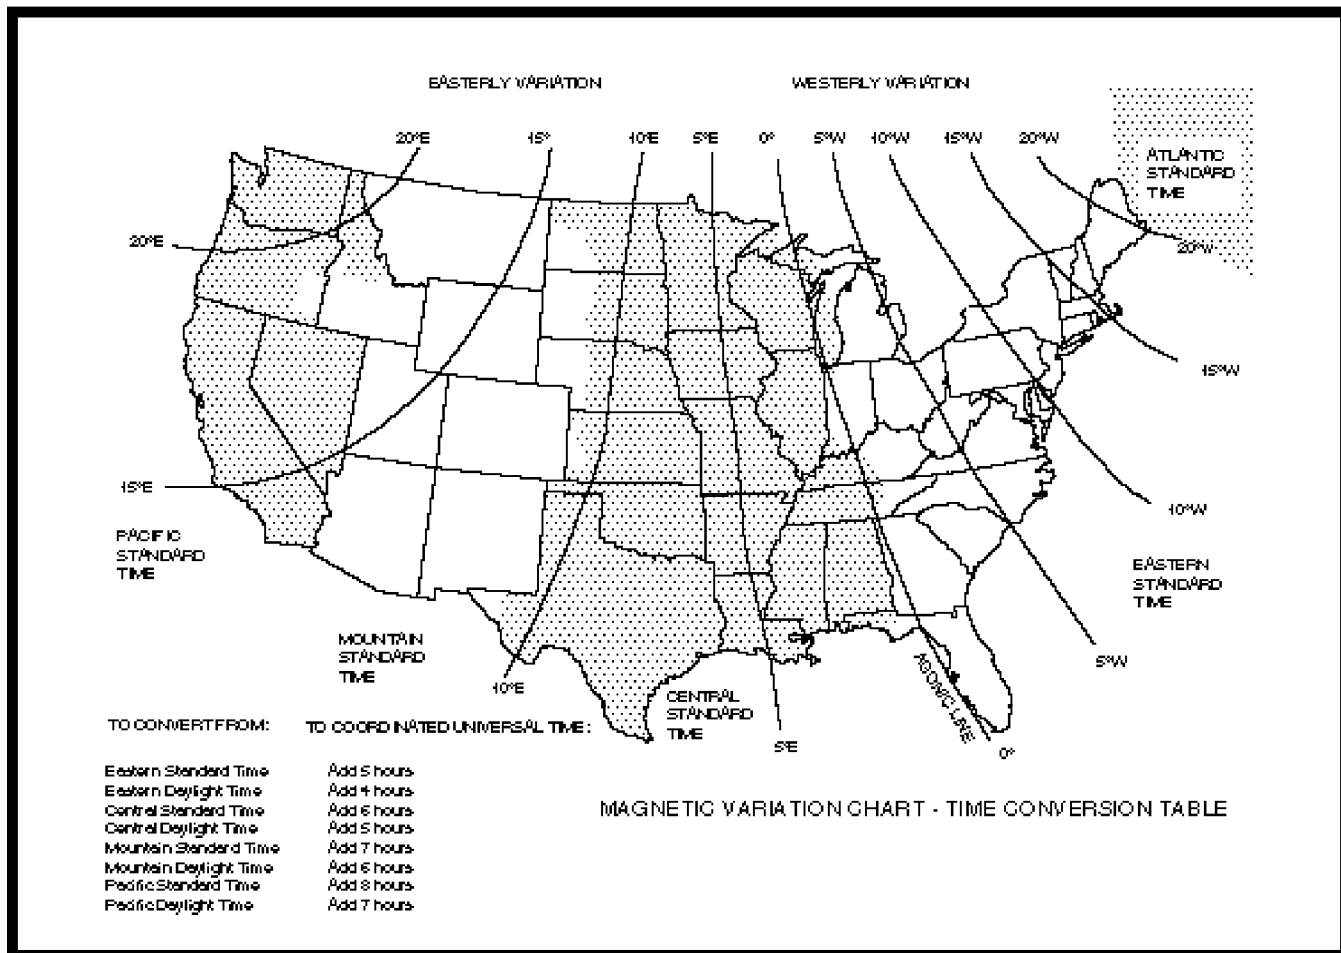 EASTERLY VARIATION
WESTERLY VARIATION
20°E
15°
10°E
5°E
0°
5°W
10°W
15°W
20°W
ATLANTIC
STANDARD
TIME
20°E
20°W
15°W
15°E
10°W
PACIFIC
STANDARD
TIME
EASTERN
STANDARD
TIME
MOUNTAIN
STANDARD
TIME
5°W
10°E
AGONIC LINE
CENTRAL
STANDARD
TIME
5°E
0°
TO CONVERT FROM: TO COORDINATED UNIVERSAL TIME:
Eastern Standard Time Add 5 hours
Eastern Daylight Time Add 4 hours
Central Standard Time Add 6 hours
Central Daylight Time Add 5 hours
Mountain Standard Time Add 7 hours
Mountain Daylight Time Add 6 hours
Pacific Standard Time Add 8 hours
Pacific Daylight Time Add 7 hours
MAGNETIC VARIATION CHART - TIME CONVERSION TABLE